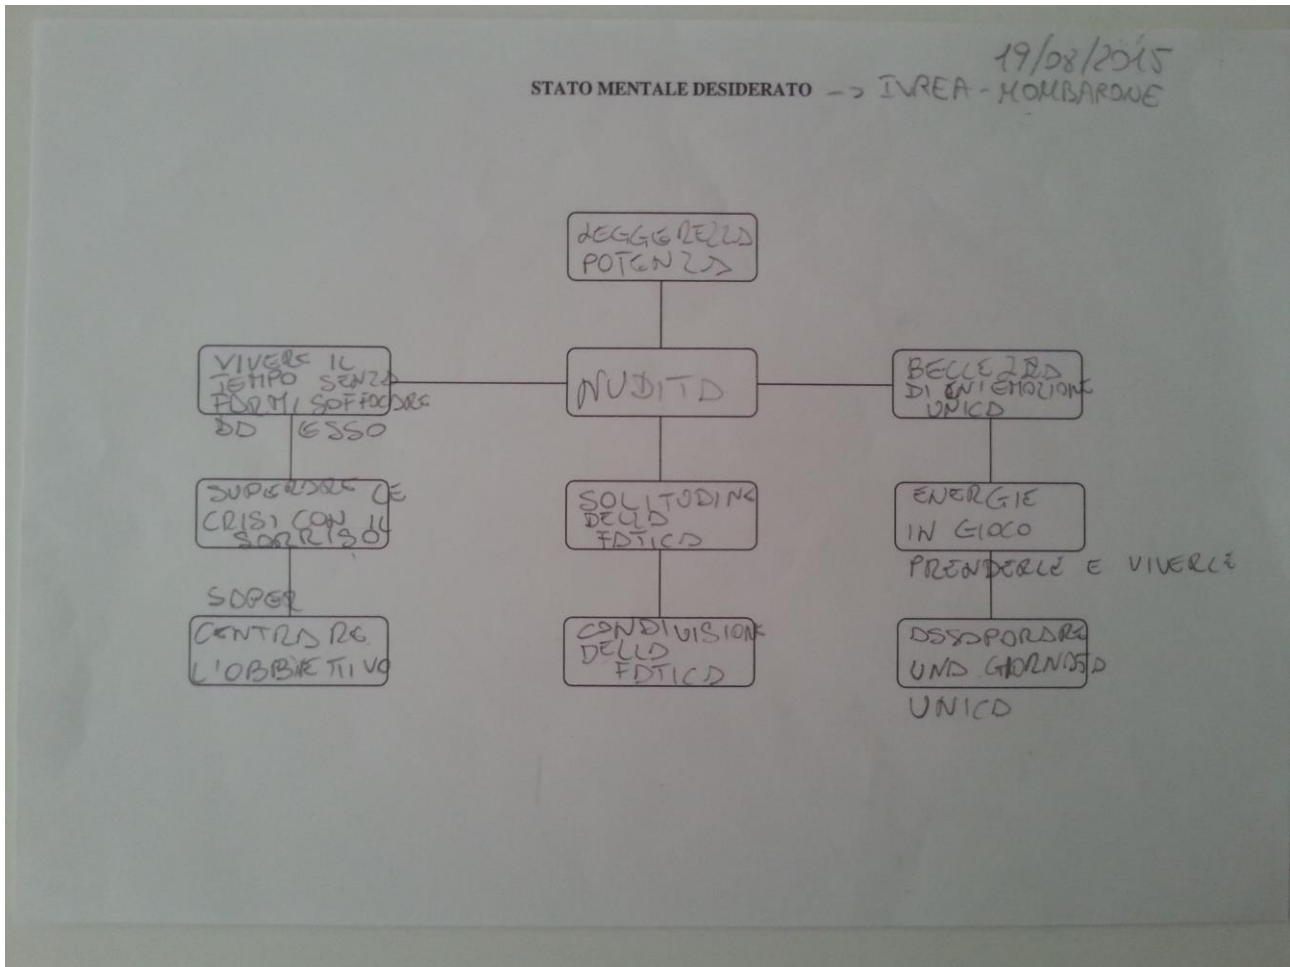 19/08/2015
STATO MENTALE DESIDERATO -> IVREA - MOMBARONE
LEGGEREZZA
POTENZA
VIVERE IL
TEMPO SENZA
FARMI SOFFOCARE
DA ESSO
NUDITA
BELLEZZA
DI UN'EMOZIONE
UNICA
SUPERARE LE
CRISI CON IL
SORRISO
SOLITUDINE
DELLA
FATICA
ENERGIE
IN GIOCO
PRENDERLE E VIVERLE
SAPER
CENTRARE
L'OBBIETTIVO
CONDIVISIONE
DELLA
FATICA
ASSAPORARE
UNA GIORNATA
UNICA